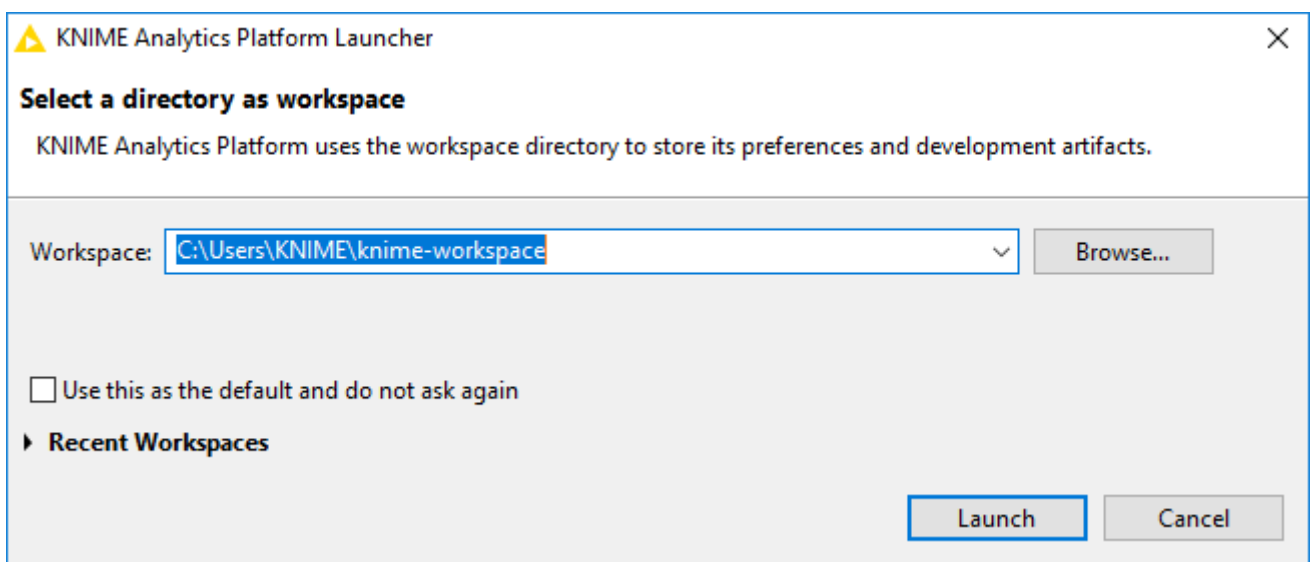 KNIME Analytics Platform Launcher
Select a directory as workspace
KNIME Analytics Platform uses the workspace directory to store its preferences and development artifacts.
Workspace: C:\Users\KNIME\knime-workspace Browse...
Use this as the default and do not ask again
Recent Workspaces
Launch Cancel